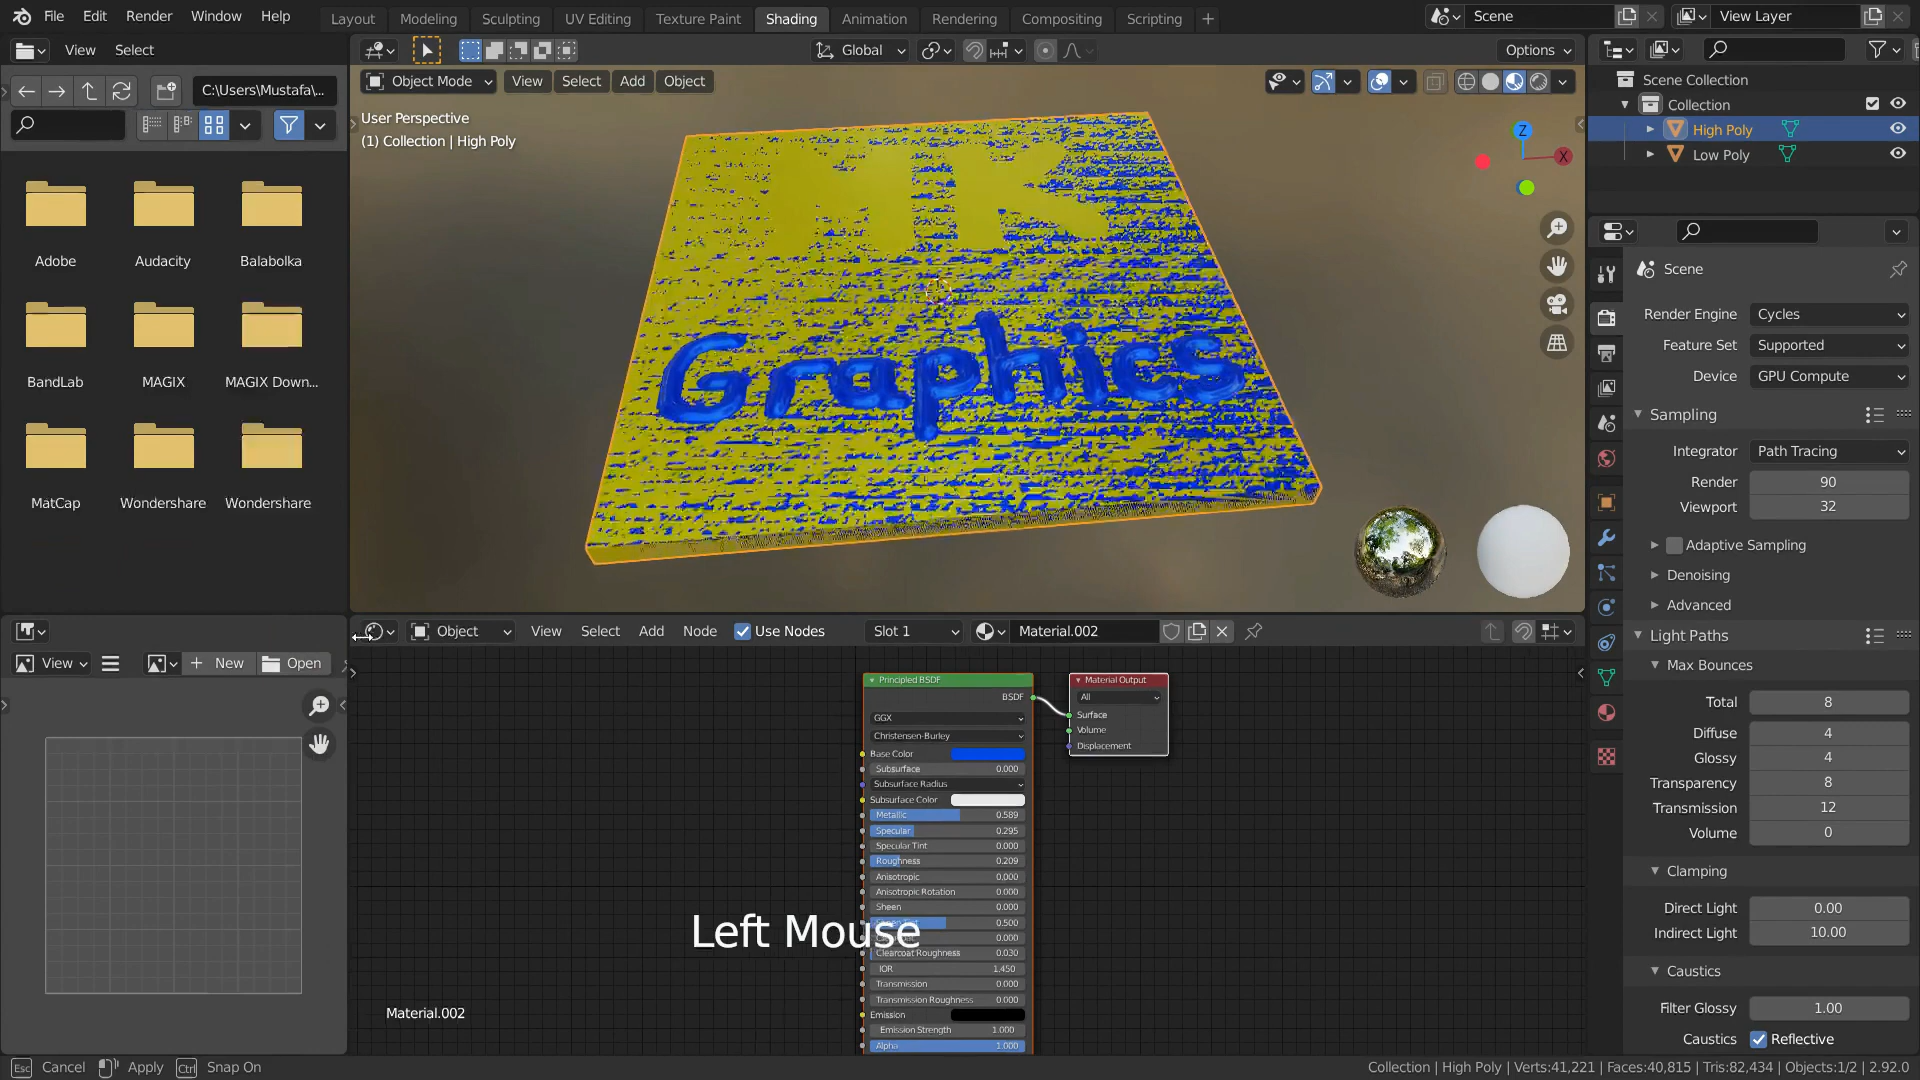 File Edit Render Window Help Layout Modeling Sculpting UV Editing Texture Paint Shading Animation Rendering Compositing Scripting Scene View Layer
View Select Global Options
C:\Users\Mustafa\... Object Mode View Select Add Object Scene Collection
Collection
User Perspective
(1) Collection | High Poly
High Poly
Low Poly
Z
X
HK
Graphics
Adobe Audacity Balabolka
BandLab MAGIX MAGIX Down...
MatCap Wondershare Wondershare
Scene
Render Engine Cycles
Feature Set Supported
Device GPU Compute
Sampling
Integrator Path Tracing
Render 90
Viewport 32
Adaptive Sampling
Denoising
Advanced
Light Paths
Max Bounces
Total 8
Diffuse 4
Glossy 4
Transparency 8
Transmission 12
Volume 0
Clamping
Direct Light 0.00
Indirect Light 10.00
Caustics
Filter Glossy 1.00
Caustics Reflective
Object View Select Add Node Use Nodes Slot 1 Material.002
View New Open
Principled BSDF
BSDF
GGX
Christensen-Burley
Base Color
Subsurface 0.000
Subsurface Radius
Subsurface Color
Metallic 0.589
Specular 0.295
Specular Tint 0.000
Roughness 0.209
Anisotropic 0.000
Anisotropic Rotation 0.000
Sheen 0.000
0.500
0.000
Clearcoat Roughness 0.030
IOR 1.450
Transmission 0.000
Transmission Roughness 0.000
Emission
Emission Strength 1.000
Alpha 1.000
Material Output
All
Surface
Volume
Displacement
Left Mouse
Material.002
Esc Cancel Apply Ctrl Snap On Collection | High Poly | Verts:41,221 | Faces:40,815 | Tris:82,434 | Objects:1/2 | 2.92.0